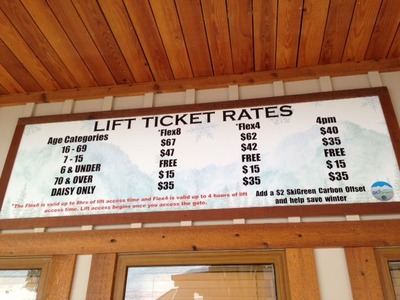 LIFT TICKET RATES
Age Categories *Flex8 *Flex4 4pm
16 - 69 $67 $62 $40
7 - 15 $47 $42 $35
6 & UNDER FREE FREE FREE
70 & OVER $15 $15 $15
DAISY ONLY $35 $35 $35
*The Flex8 is valid up to 8hrs of lift access time and Flex4 is valid up to 4 hours of lift
access time. Lift access begins once you access the gate.
Add a $2 SkiGreen Carbon Offset
and help save winter